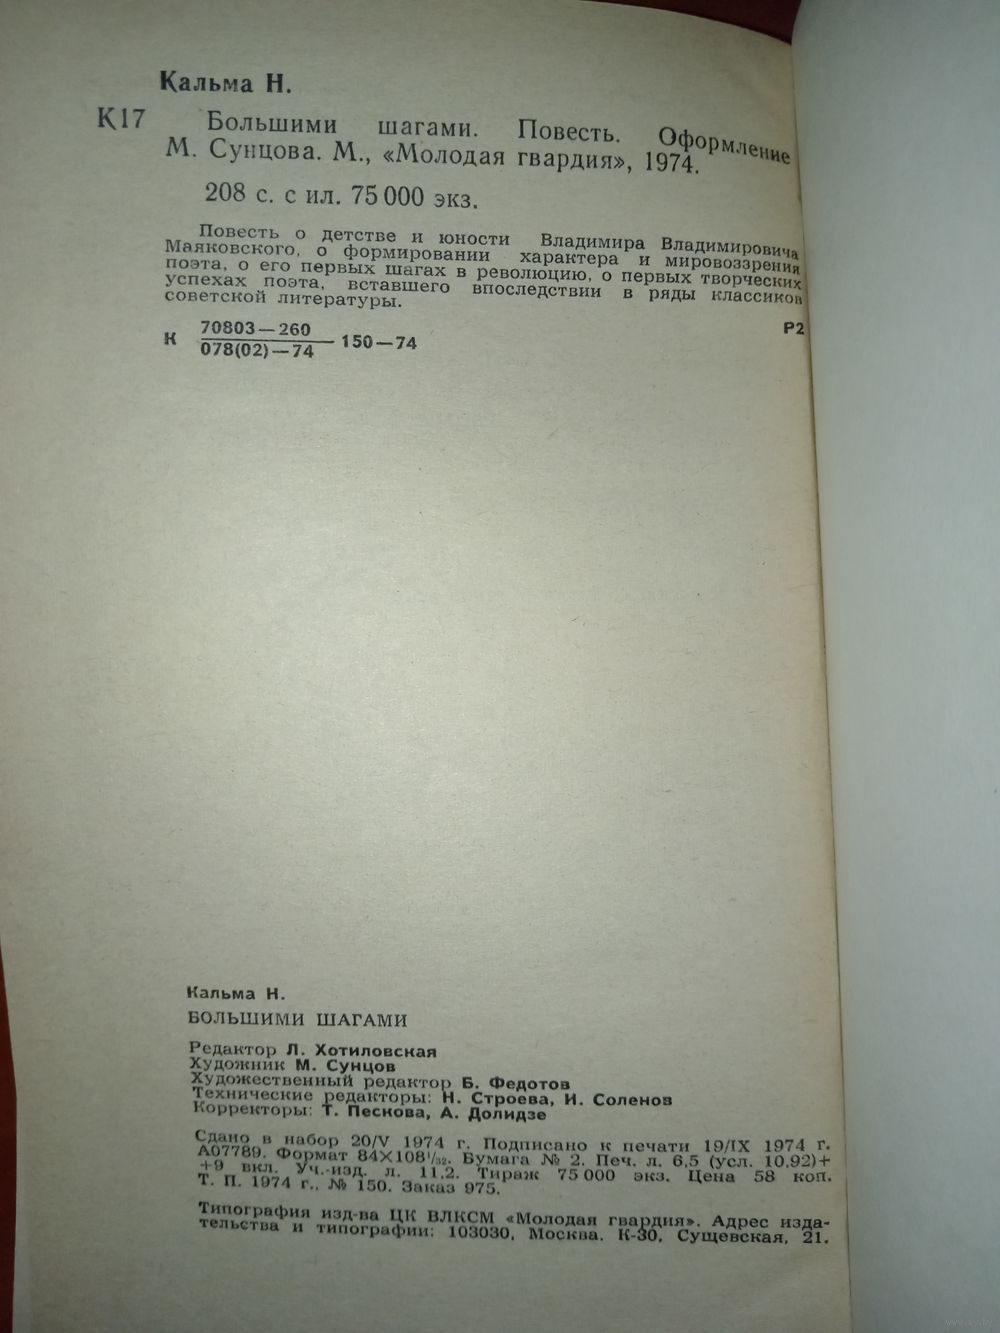 Кальма Н.
К17 Большими шагами. Повесть. Оформление
М. Сунцова. М., «Молодая гвардия», 1974.
208 с. с ил. 75 000 экз.
Повесть о детстве и юности Владимира Владимировича
Маяковского, о формировании характера и мировоззрения
поэта, о его первых шагах в революцию, о первых творческих
успехах поэта, вставшего впоследствии в ряды классиков
советской литературы.
К 70803—260
078(02)—74 150—74 Р2
Кальма Н.
БОЛЬШИМИ ШАГАМИ
Редактор Л. Хотиловская
Художник М. Сунцов
Художественный редактор Б. Федотов
Технические редакторы: Н. Строева, И. Соленов
Корректоры: Т. Пескова, А. Долидзе
Сдано в набор 20/V 1974 г. Подписано к печати 19/IX 1974 г.
А07789. Формат 84×108 1/32. Бумага № 2. Печ. л. 6,5 (усл. 10,92)+
+9 вкл. Уч.-изд. л. 11,2. Тираж 75 000 экз. Цена 58 коп.
Т. П. 1974 г., № 150. Заказ 975.
Типография изд-ва ЦК ВЛКСМ «Молодая гвардия». Адрес изда-
тельства и типографии: 103030, Москва, К-30, Сущевская, 21.